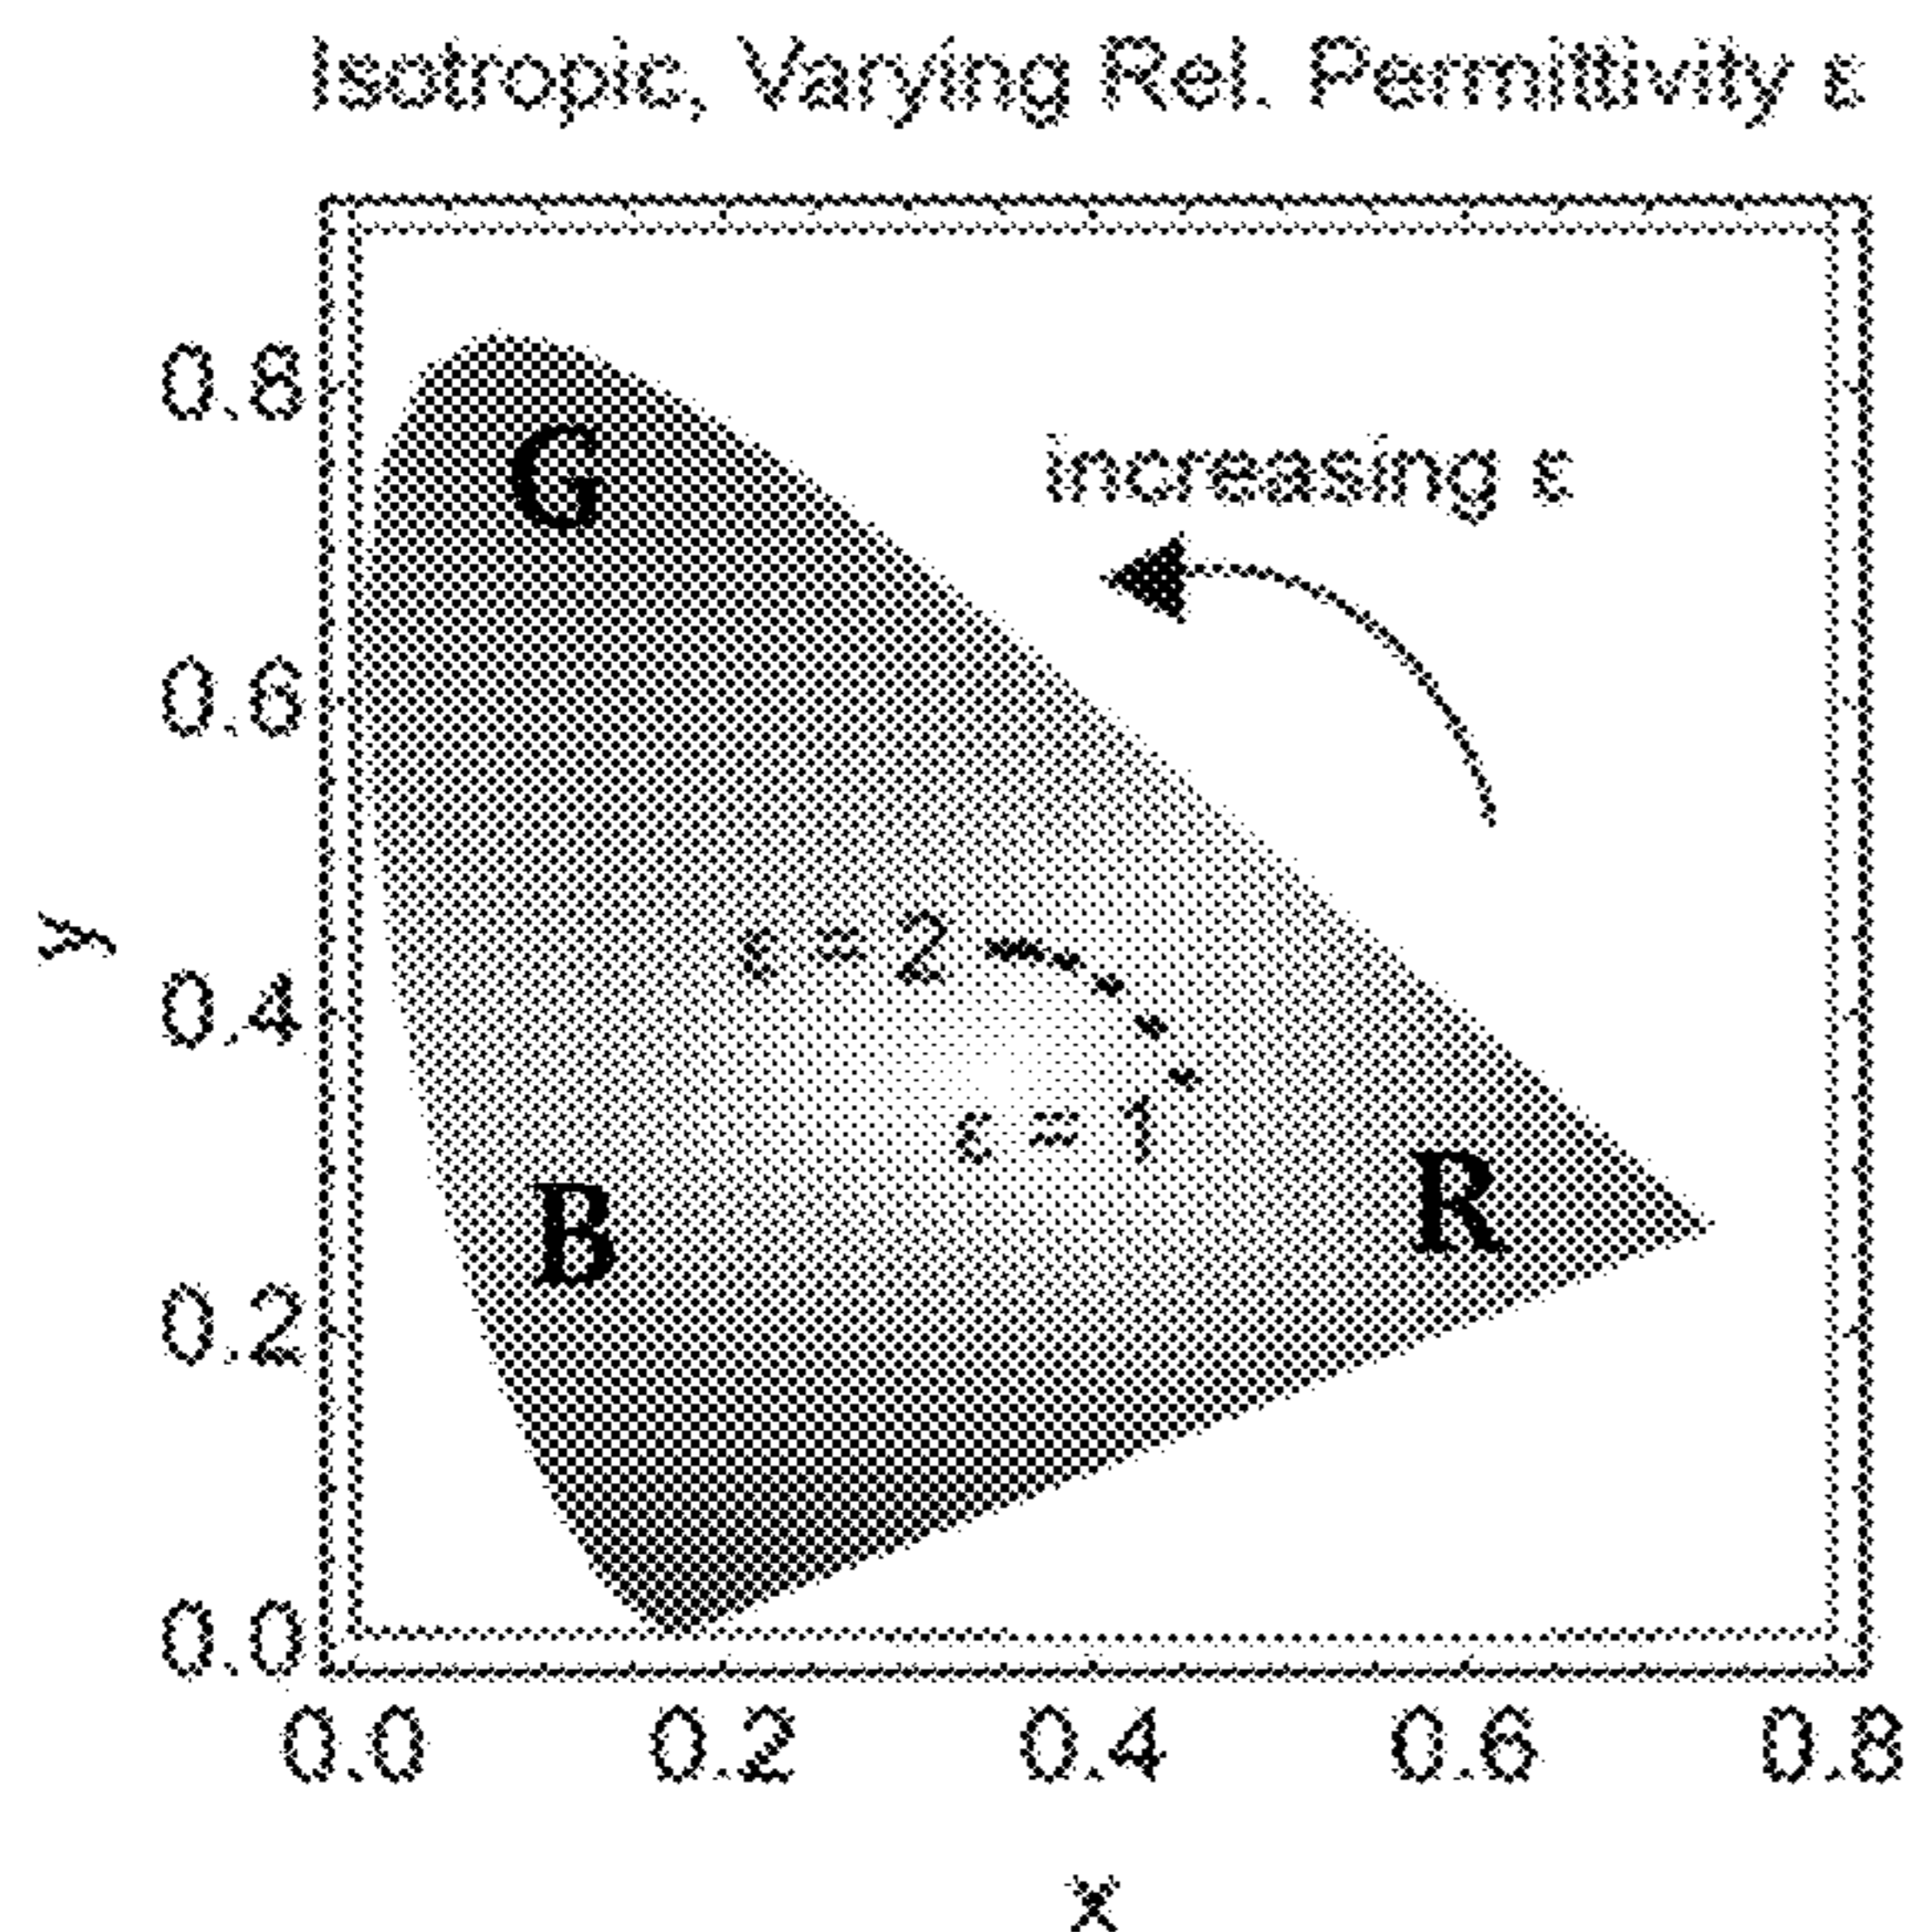 Isotropic, Varying Rel. Permittivity ε
0.8
G
increasing ε
0.6
y
ε = 2
0.4
ε = 1
B
R
0.2
0.0
0.0 0.2 0.4 0.6 0.8
x